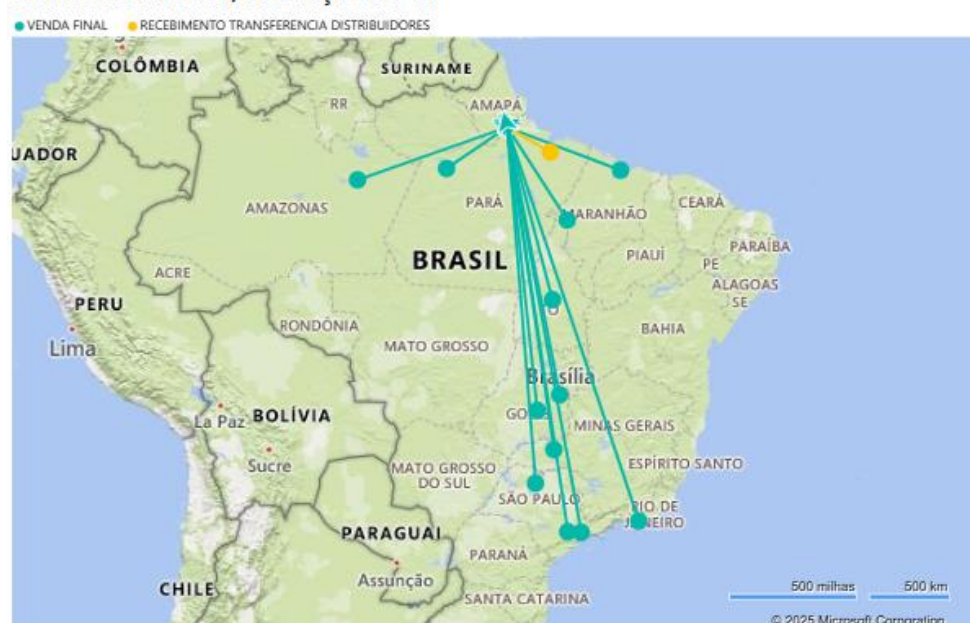 VENDA FINAL RECEBIMENTO TRANSFERENCIA DISTRIBUIDORES
COLÔMBIA
SURINAME
RR
AMAPÁ
UADOR
AMAZONAS
PARÁ
MARANHÃO
CEARÁ
BRASIL
PIAUÍ
PARAÍBA
PE
ACRE
ALAGOAS
SE
PERU
RONDÔNIA
MATO GROSSO
BAHIA
Lima
Brasília
La Paz
BOLÍVIA
MINAS GERAIS
Sucre
MATO GROSSO
DO SUL
ESPÍRITO SANTO
SÃO PAULO
RIO DE
JANEIRO
PARAGUAI
PARANÁ
Assunção
CHILE
SANTA CATARINA
500 milhas 500 km
© 2025 Microsoft Corporation